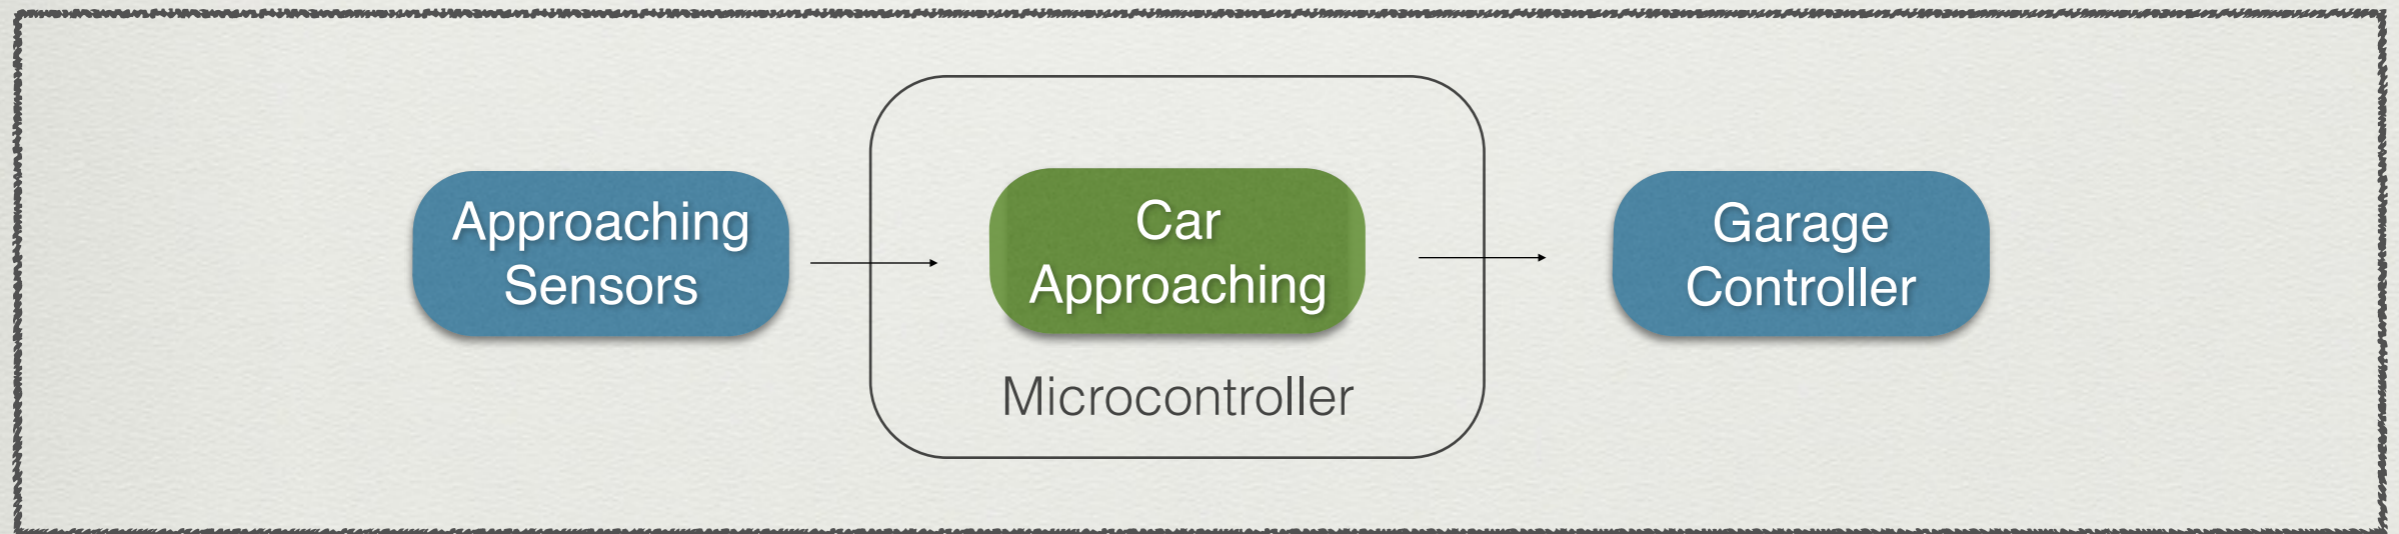 Approaching
Sensors
Car
Approaching
Microcontroller
Garage
Controller